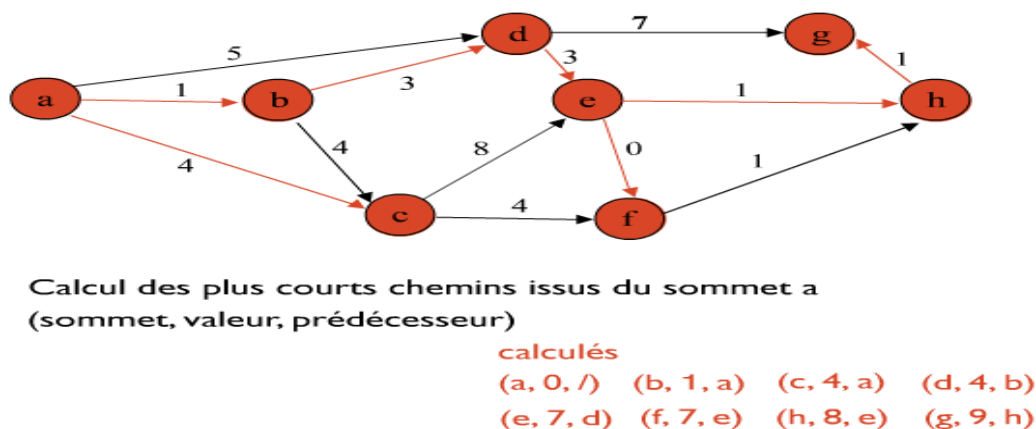 d 7 g
5 3 1
a 1 b 3 e 1 h
4 4 8 0 1
c 4 f
Calcul des plus courts chemins issus du sommet a
(sommet, valeur, prédécesseur)
calculés
(a, 0, /) (b, 1, a) (c, 4, a) (d, 4, b)
(e, 7, d) (f, 7, e) (h, 8, e) (g, 9, h)